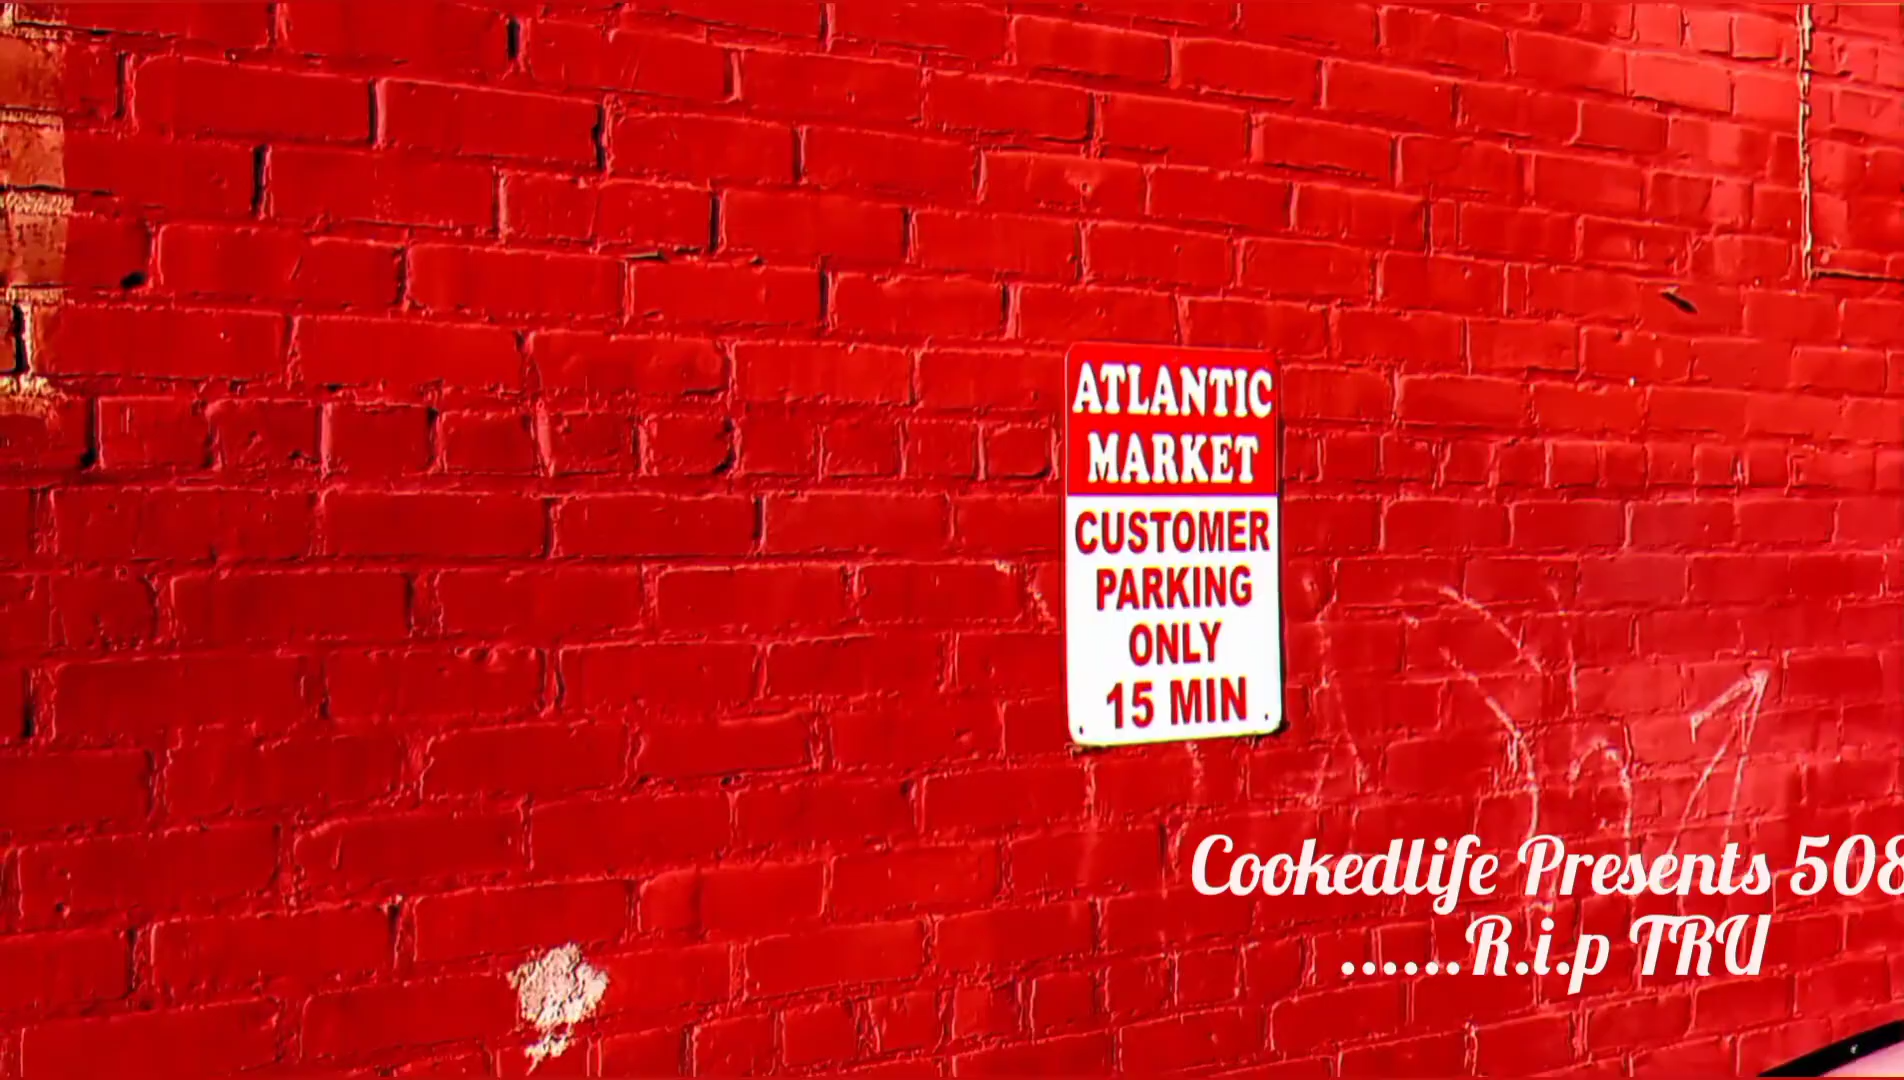 ATLANTIC
MARKET
CUSTOMER
PARKING
ONLY
15 MIN
Cookedlife Presents 508
......R.i.p TRU